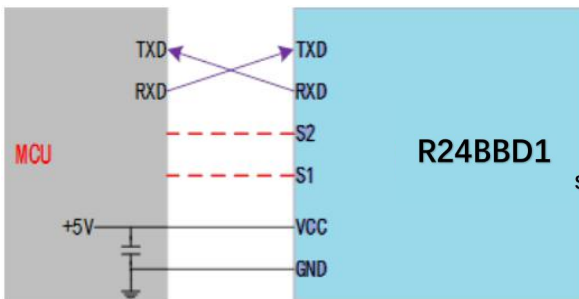 TXD TXD
RXD RXD
S2
MCU R24BBD1
S1
+5V VCC
GND